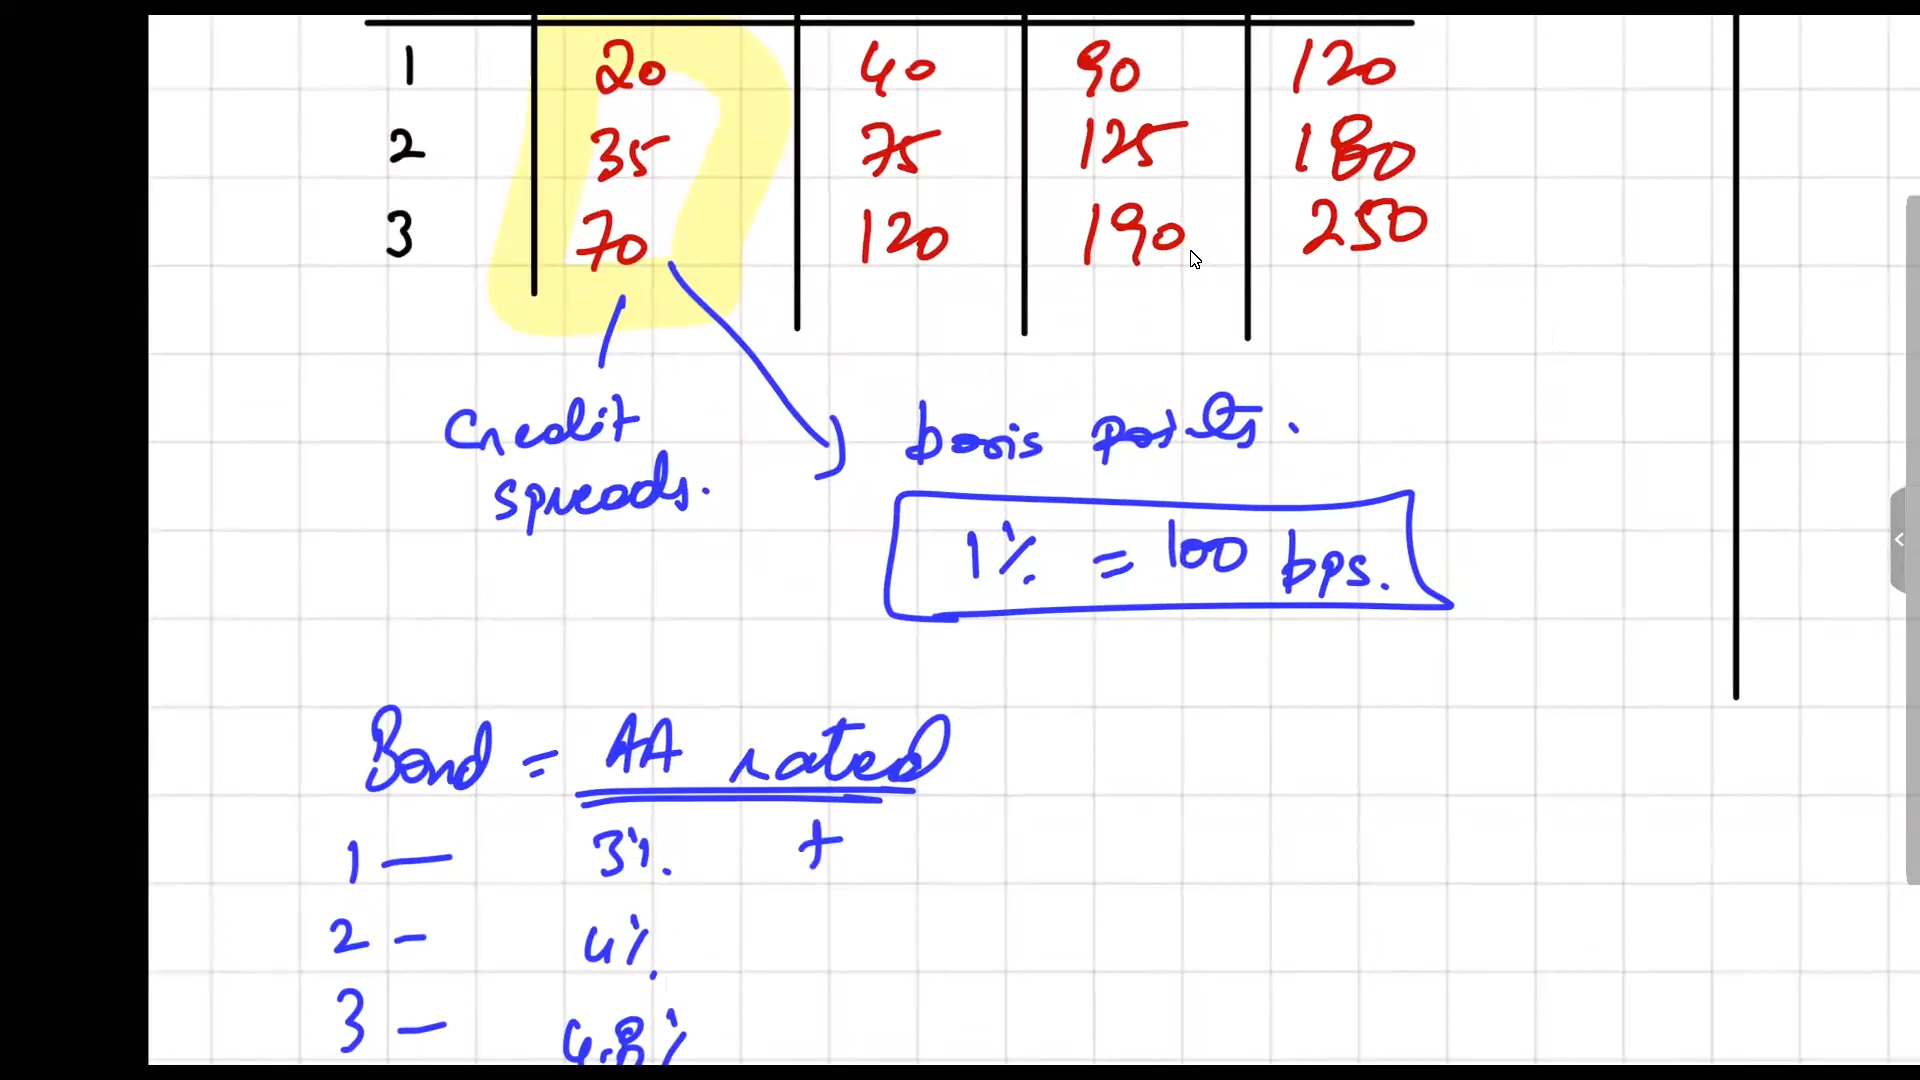 1 20 40 90 120
2 35 75 125 180
3 70 120 190 250
Credit basis points.
spreads.
1% = 100 bps.
Bond = AA rated
1 — 3% +
2 - 4%
3 — 4.8%